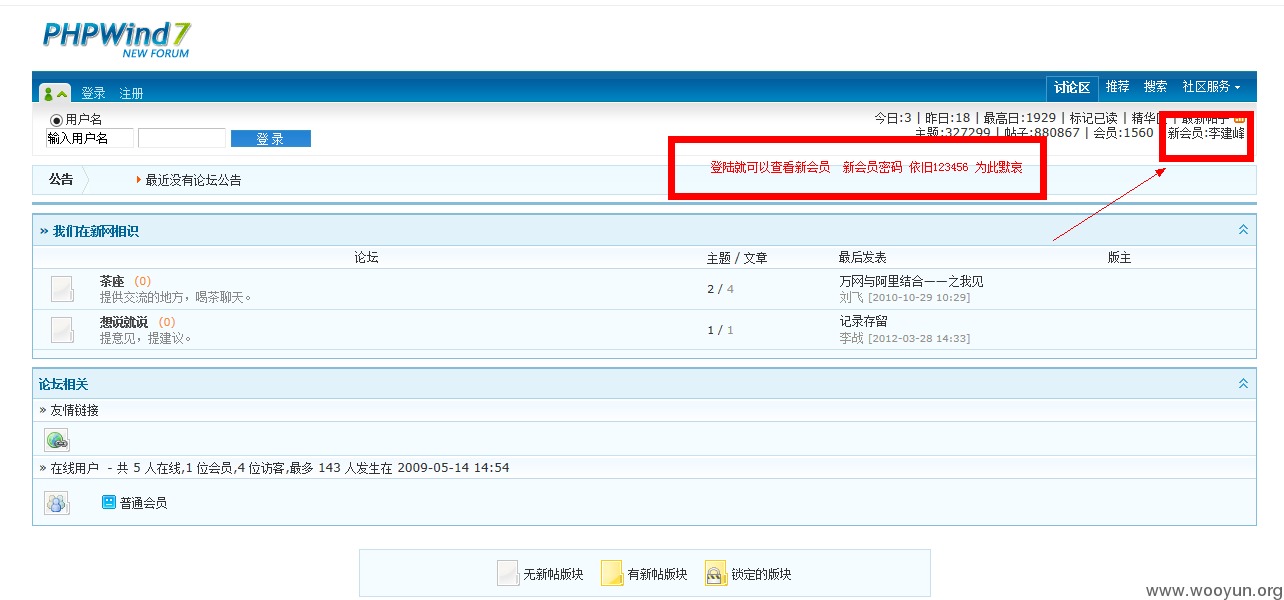 PHPWind 7
NEW FORUM
登录 注册
讨论区 推荐 搜索 社区服务
用户名
输入用户名 登 录
今日:3 | 昨日:18 | 最高日:1929 | 标记已读 | 精华区 | 最新帖子
主题:327299 | 帖子:880867 | 会员:1560
新会员:李建峰
登陆就可以查看新会员 新会员密码 依旧123456 为此默哀
公告 最近没有论坛公告
» 我们在新网相识
论坛 主题 / 文章 最后发表 版主
茶座 (0)
提供交流的地方，喝茶聊天。
2 / 4
万网与阿里结合一一之我见
刘飞 [2010-10-29 10:29]
想说就说 (0)
提意见，提建议。
1 / 1
记录存留
李战 [2012-03-28 14:33]
论坛相关
» 友情链接
» 在线用户 - 共 5 人在线,1 位会员,4 位访客,最多 143 人发生在 2009-05-14 14:54
普通会员
无新帖版块 有新帖版块 锁定的版块
www.wooyun.org